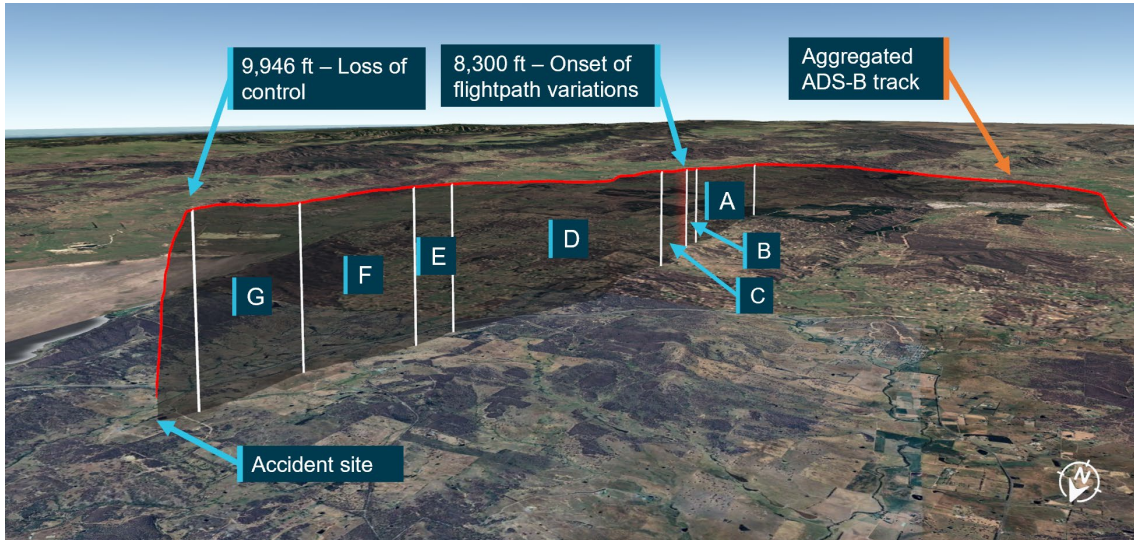 9,946 ft – Loss of
control
8,300 ft – Onset of
flightpath variations
Aggregated
ADS-B track
A
B
C
D
E
F
G
Accident site
N